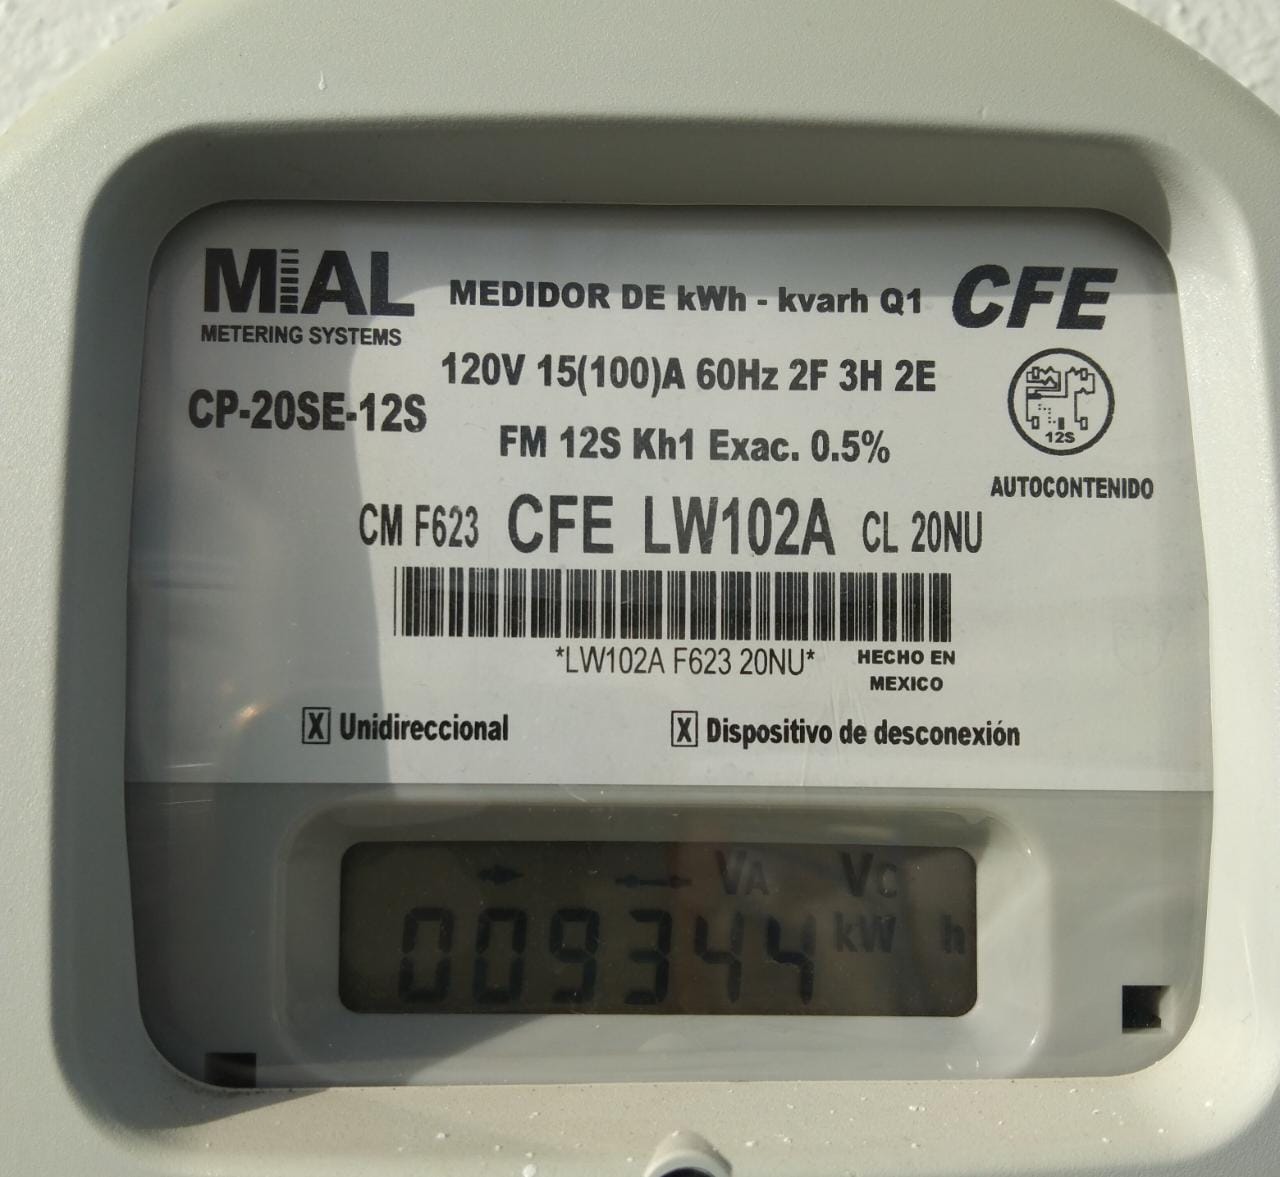 MIAL MEDIDOR DE kWh - kvarh Q1 CFE
METERING SYSTEMS
120V 15(100)A 60Hz 2F 3H 2E
CP-20SE-12S
FM 12S Kh1 Exac. 0.5%
12S
AUTOCONTENIDO
CM F623 CFE LW102A CL 20NU
*LW102A F623 20NU*
HECHO EN
MEXICO
X Unidireccional X Dispositivo de desconexión
VA VC
009344 kW h